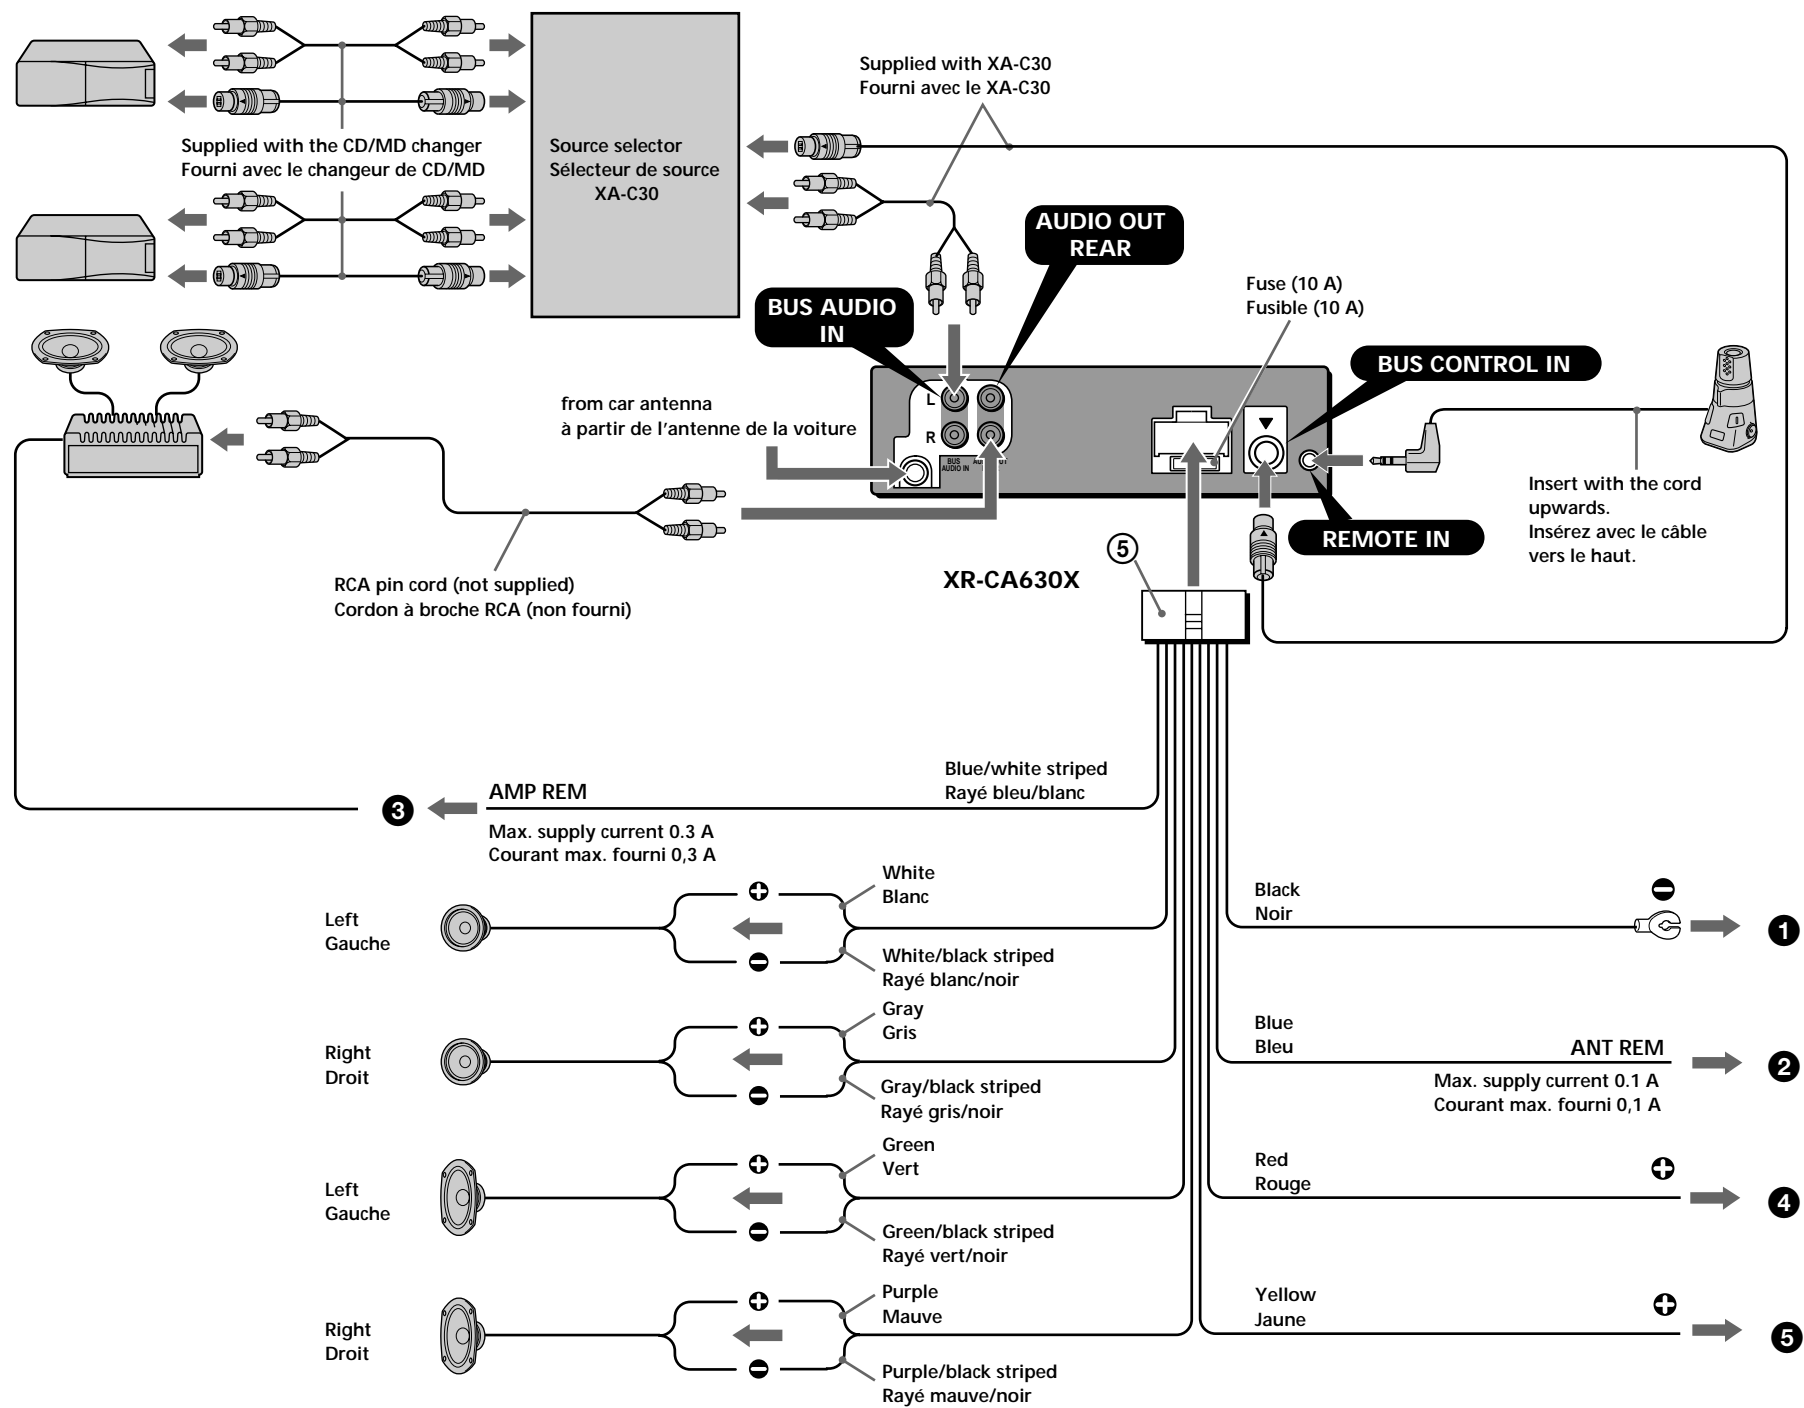 Supplied with the CD/MD changer
Fourni avec le changeur de CD/MD
Source selector
Sélecteur de source
XA-C30
Supplied with XA-C30
Fourni avec le XA-C30
AUDIO OUT
REAR
BUS AUDIO
IN
Fuse (10 A)
Fusible (10 A)
BUS CONTROL IN
from car antenna
à partir de l'antenne de la voiture
L
R
BUS
AUDIO IN
REMOTE IN
Insert with the cord
upwards.
Insérez avec le câble
vers le haut.
RCA pin cord (not supplied)
Cordon à broche RCA (non fourni)
XR-CA630X
5
AMP REM
Blue/white striped
Rayé bleu/blanc
3
Max. supply current 0.3 A
Courant max. fourni 0,3 A
Left
Gauche
+
−
White
Blanc
White/black striped
Rayé blanc/noir
Right
Droit
+
−
Gray
Gris
Gray/black striped
Rayé gris/noir
Left
Gauche
+
−
Green
Vert
Green/black striped
Rayé vert/noir
Right
Droit
+
−
Purple
Mauve
Purple/black striped
Rayé mauve/noir
Black
Noir
−
1
Blue
Bleu
ANT REM
2
Max. supply current 0.1 A
Courant max. fourni 0,1 A
Red
Rouge
+
4
Yellow
Jaune
+
5